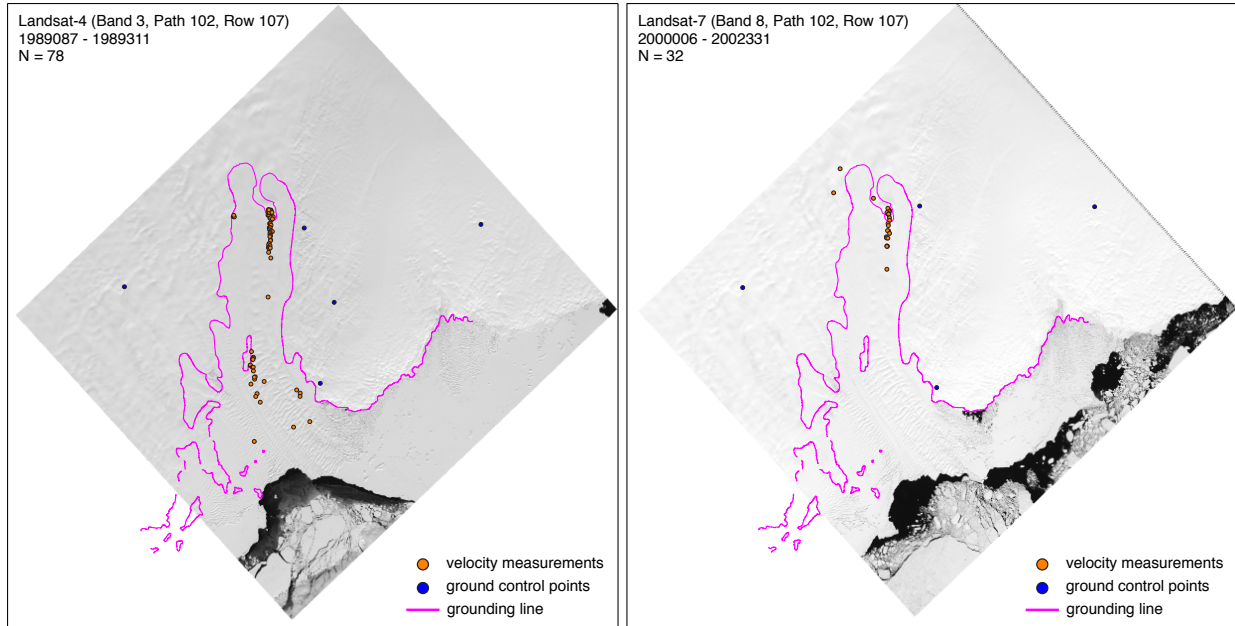 Landsat-4 (Band 3, Path 102, Row 107)
1989087 - 1989311
N = 78
velocity measurements
ground control points
grounding line
Landsat-7 (Band 8, Path 102, Row 107)
2000006 - 2002331
N = 32
velocity measurements
ground control points
grounding line